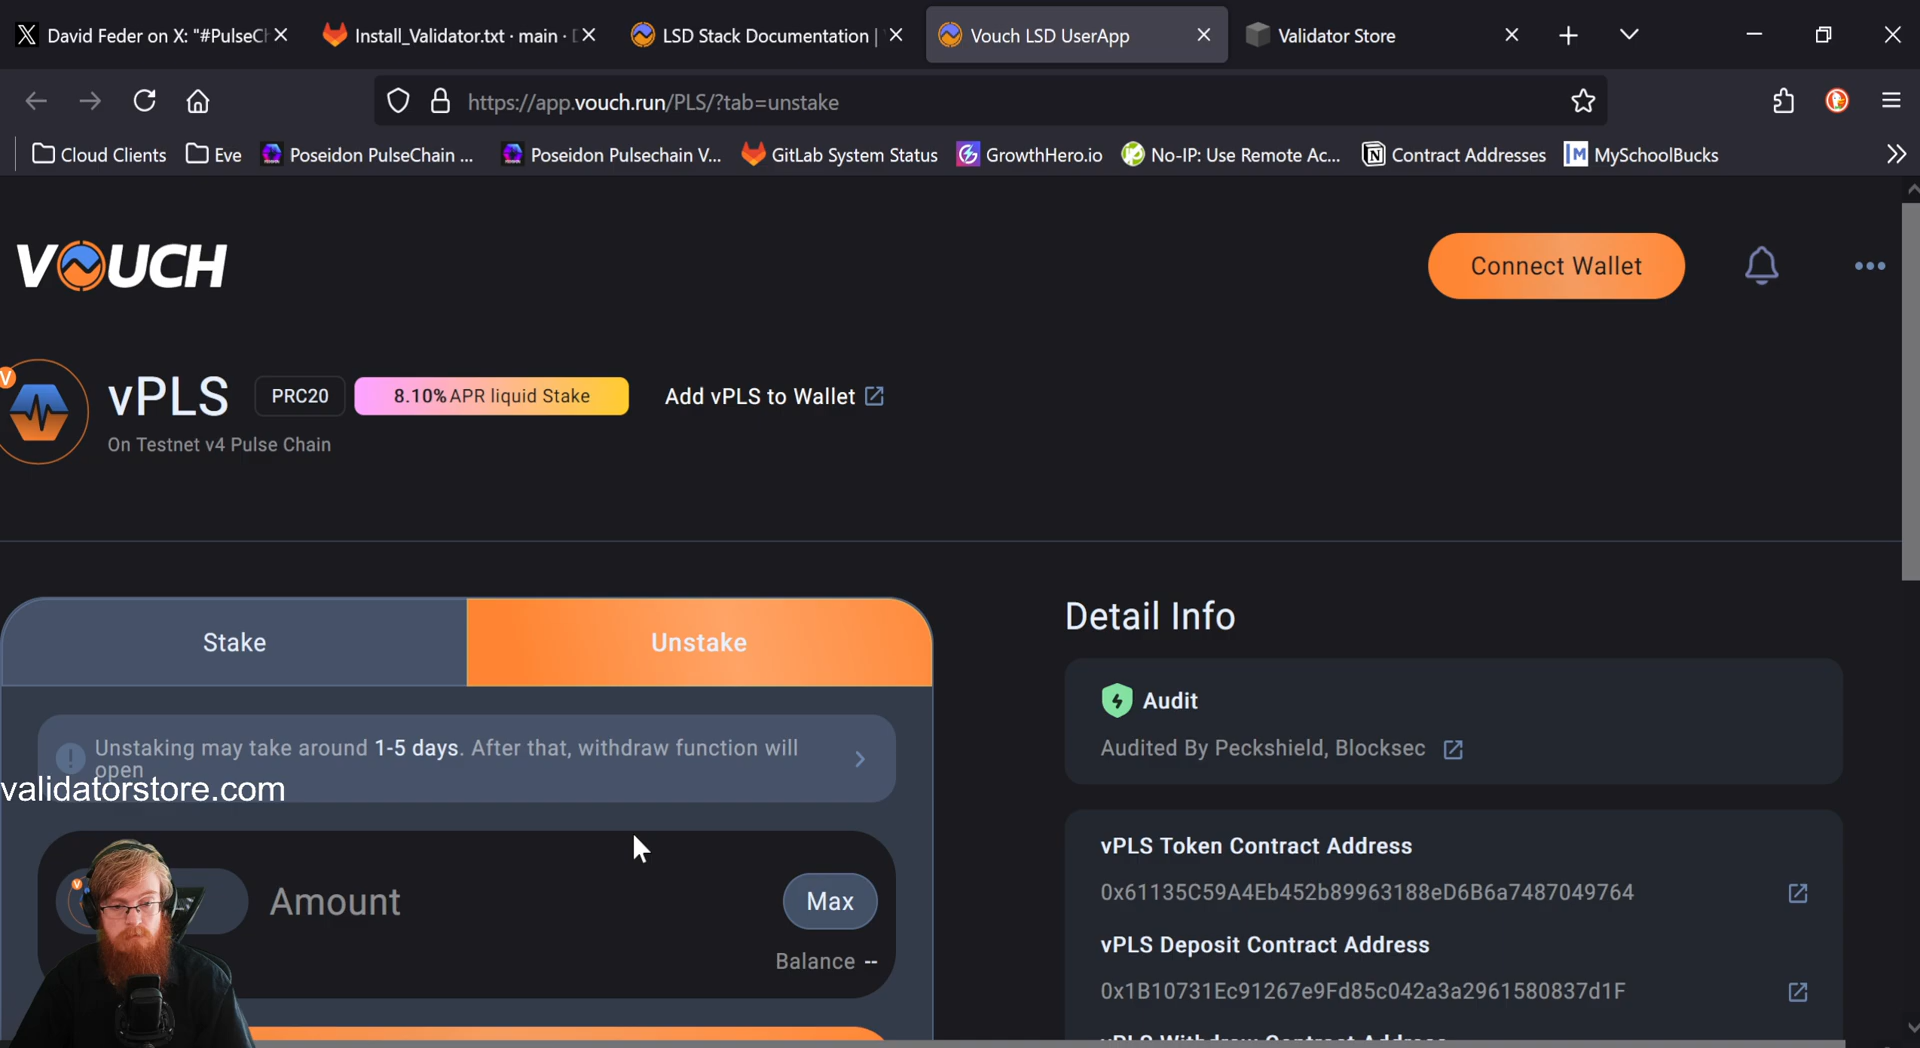 David Feder on X: "#PulseCh
Install_Validator.txt · main ·
LSD Stack Documentation |
Vouch LSD UserApp
Validator Store
https://app.vouch.run/PLS/?tab=unstake
Cloud Clients
Eve
Poseidon PulseChain ...
Poseidon Pulsechain V...
GitLab System Status
GrowthHero.io
No-IP: Use Remote Ac...
Contract Addresses
MySchoolBucks
VOUCH
Connect Wallet
vPLS
PRC20
8.10% APR liquid Stake
Add vPLS to Wallet
On Testnet v4 Pulse Chain
Stake
Unstake
Unstaking may take around 1-5 days. After that, withdraw function will
open
validatorstore.com
Amount
Max
Balance --
Detail Info
Audit
Audited By Peckshield, Blocksec
vPLS Token Contract Address
0x61135C59A4Eb452b89963188eD6B6a7487049764
vPLS Deposit Contract Address
0x1B10731Ec91267e9Fd85c042a3a2961580837d1F
vPLS Withdraw Contract Address